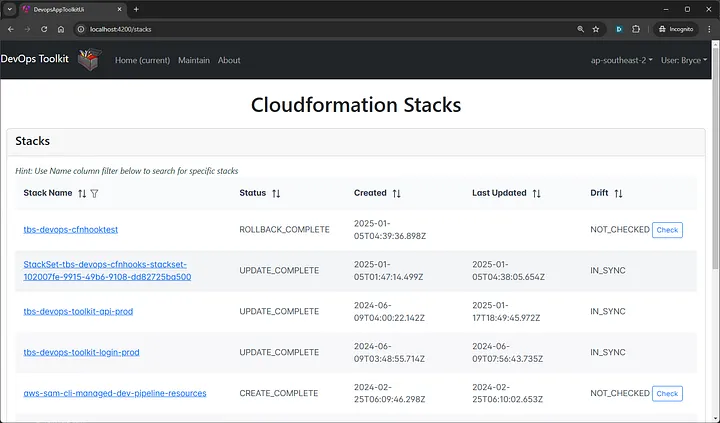 DevopsAppToolkitUi
localhost:4200/stacks
Incognito
DevOps Toolkit Home (current) Maintain About ap-southeast-2 User: Bryce
Cloudformation Stacks
Stacks
Hint: Use Name column filter below to search for specific stacks
Stack Name Status Created Last Updated Drift
tbs-devops-cfnhooktest ROLLBACK_COMPLETE 2025-01-05T04:39:36.898Z NOT_CHECKED Check
StackSet-tbs-devops-cfnhooks-stackset-102007fe-9915-49b6-9108-dd82725ba500 UPDATE_COMPLETE 2025-01-05T01:47:14.499Z 2025-01-05T04:38:05.654Z IN_SYNC
tbs-devops-toolkit-api-prod UPDATE_COMPLETE 2024-06-09T04:00:22.142Z 2025-01-17T18:49:45.972Z IN_SYNC
tbs-devops-toolkit-login-prod UPDATE_COMPLETE 2024-06-09T03:48:55.714Z 2024-06-09T07:56:43.735Z IN_SYNC
aws-sam-cli-managed-dev-pipeline-resources CREATE_COMPLETE 2024-02-25T06:09:46.298Z 2024-02-25T06:10:02.653Z NOT_CHECKED Check